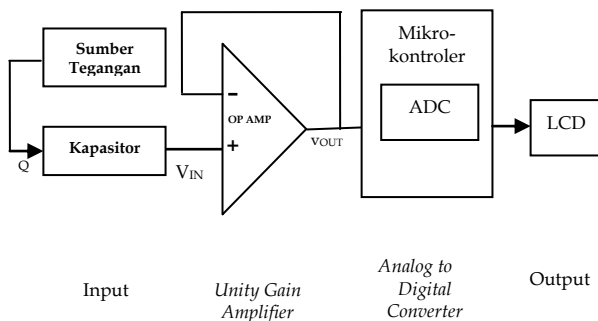 Sumber
Tegangan
Kapasitor
Q
V_IN
−
OP AMP
+
vOUT
Mikro-
kontroler
ADC
LCD
Input
Unity Gain
Amplifier
Analog to
Digital
Converter
Output